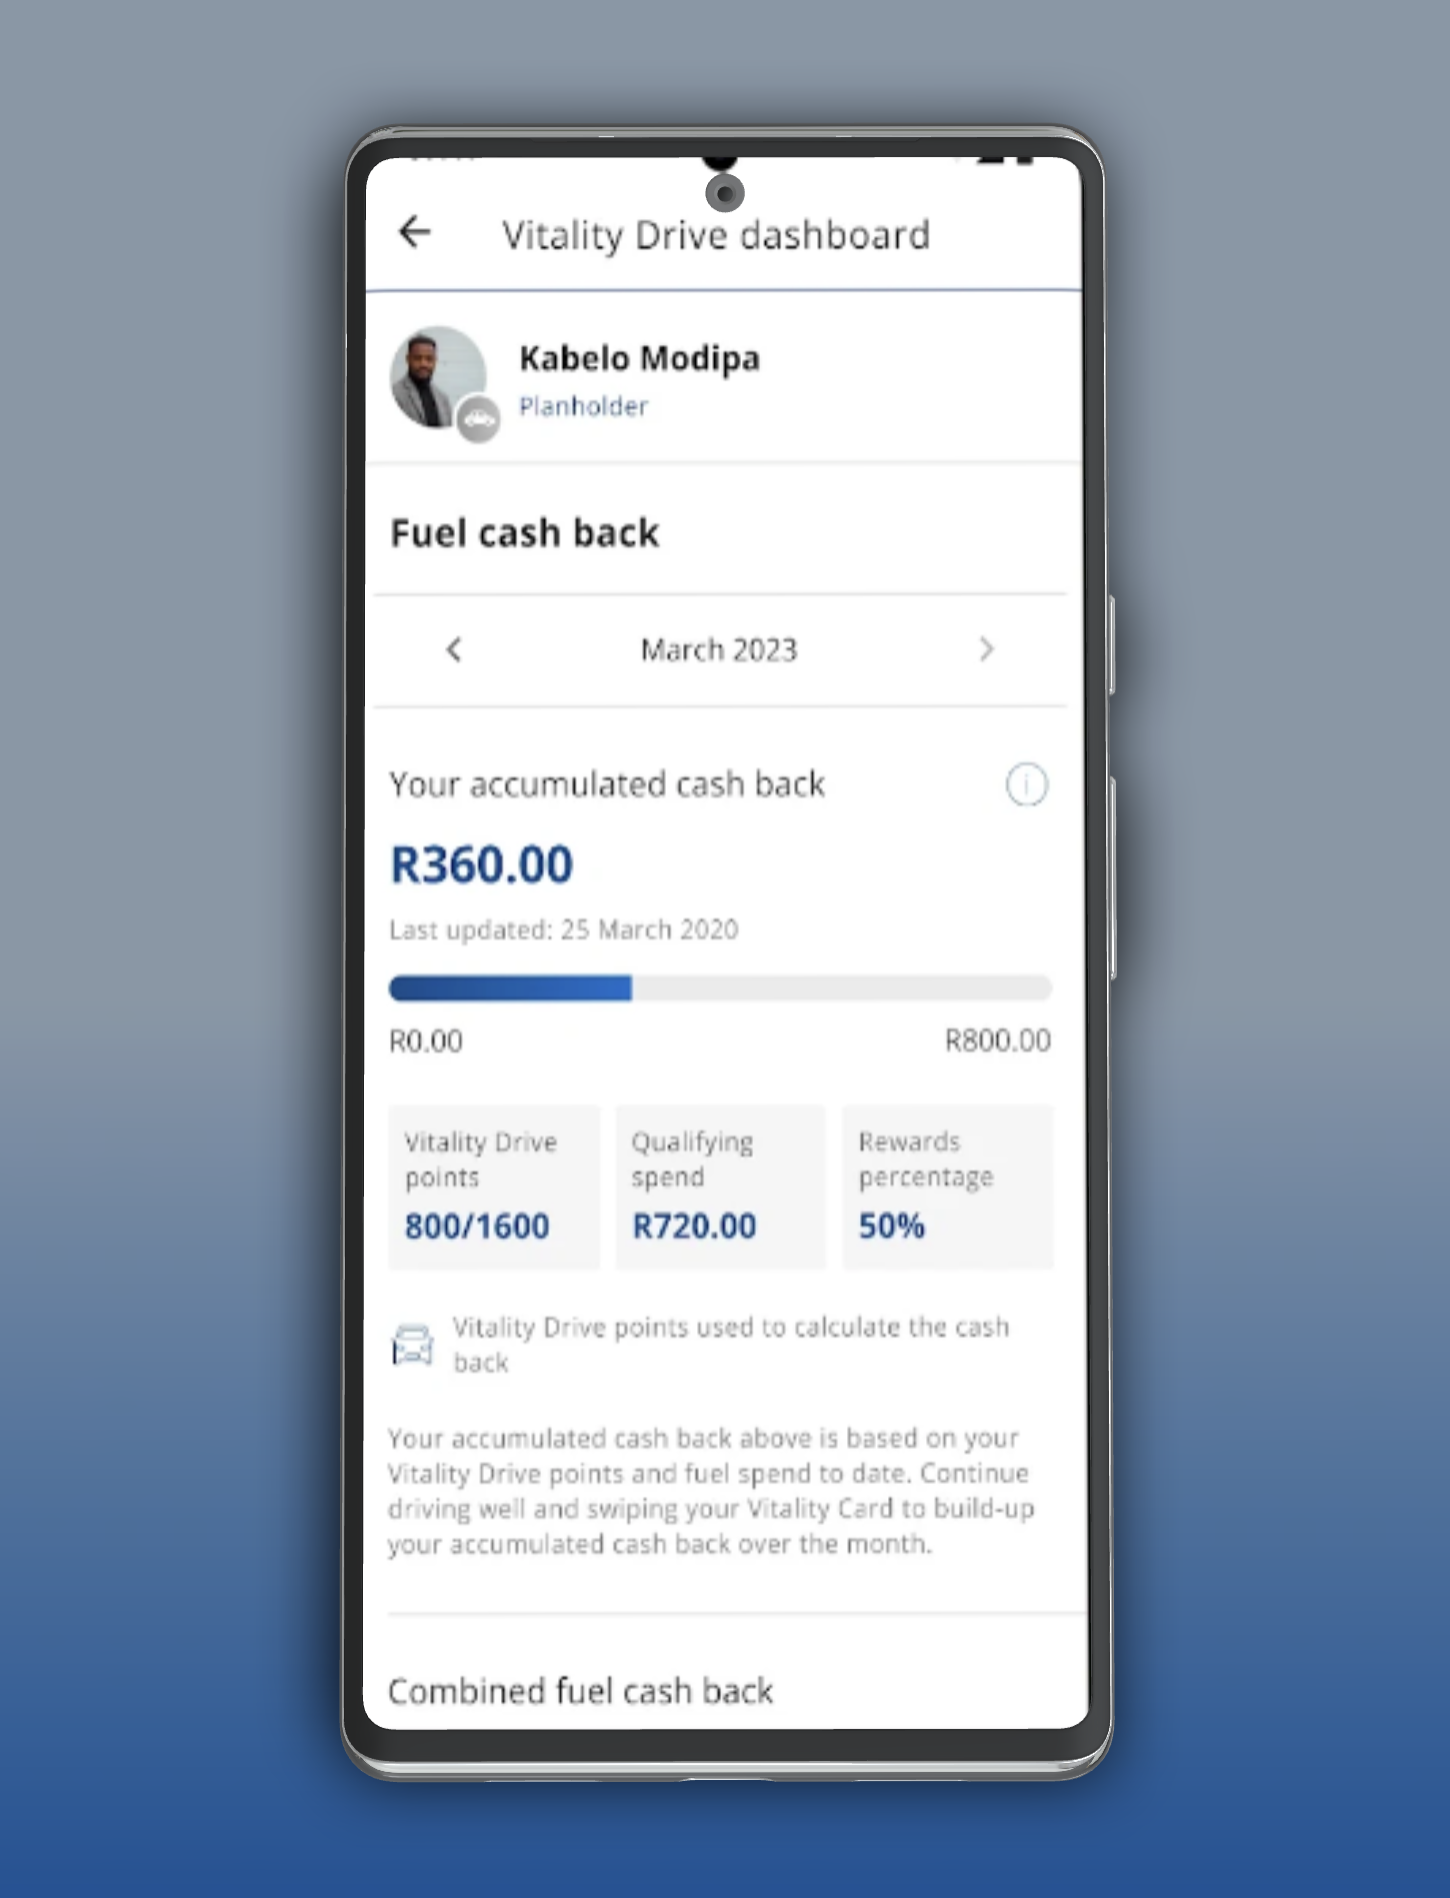 Vitality Drive dashboard
Kabelo Modipa
Planholder
Fuel cash back
March 2023
Your accumulated cash back
i
R360.00
Last updated: 25 March 2020
R0.00 R800.00
Vitality Drive
points
800/1600
Qualifying
spend
R720.00
Rewards
percentage
50%
Vitality Drive points used to calculate the cash
back
Your accumulated cash back above is based on your
Vitality Drive points and fuel spend to date. Continue
driving well and swiping your Vitality Card to build-up
your accumulated cash back over the month.
Combined fuel cash back